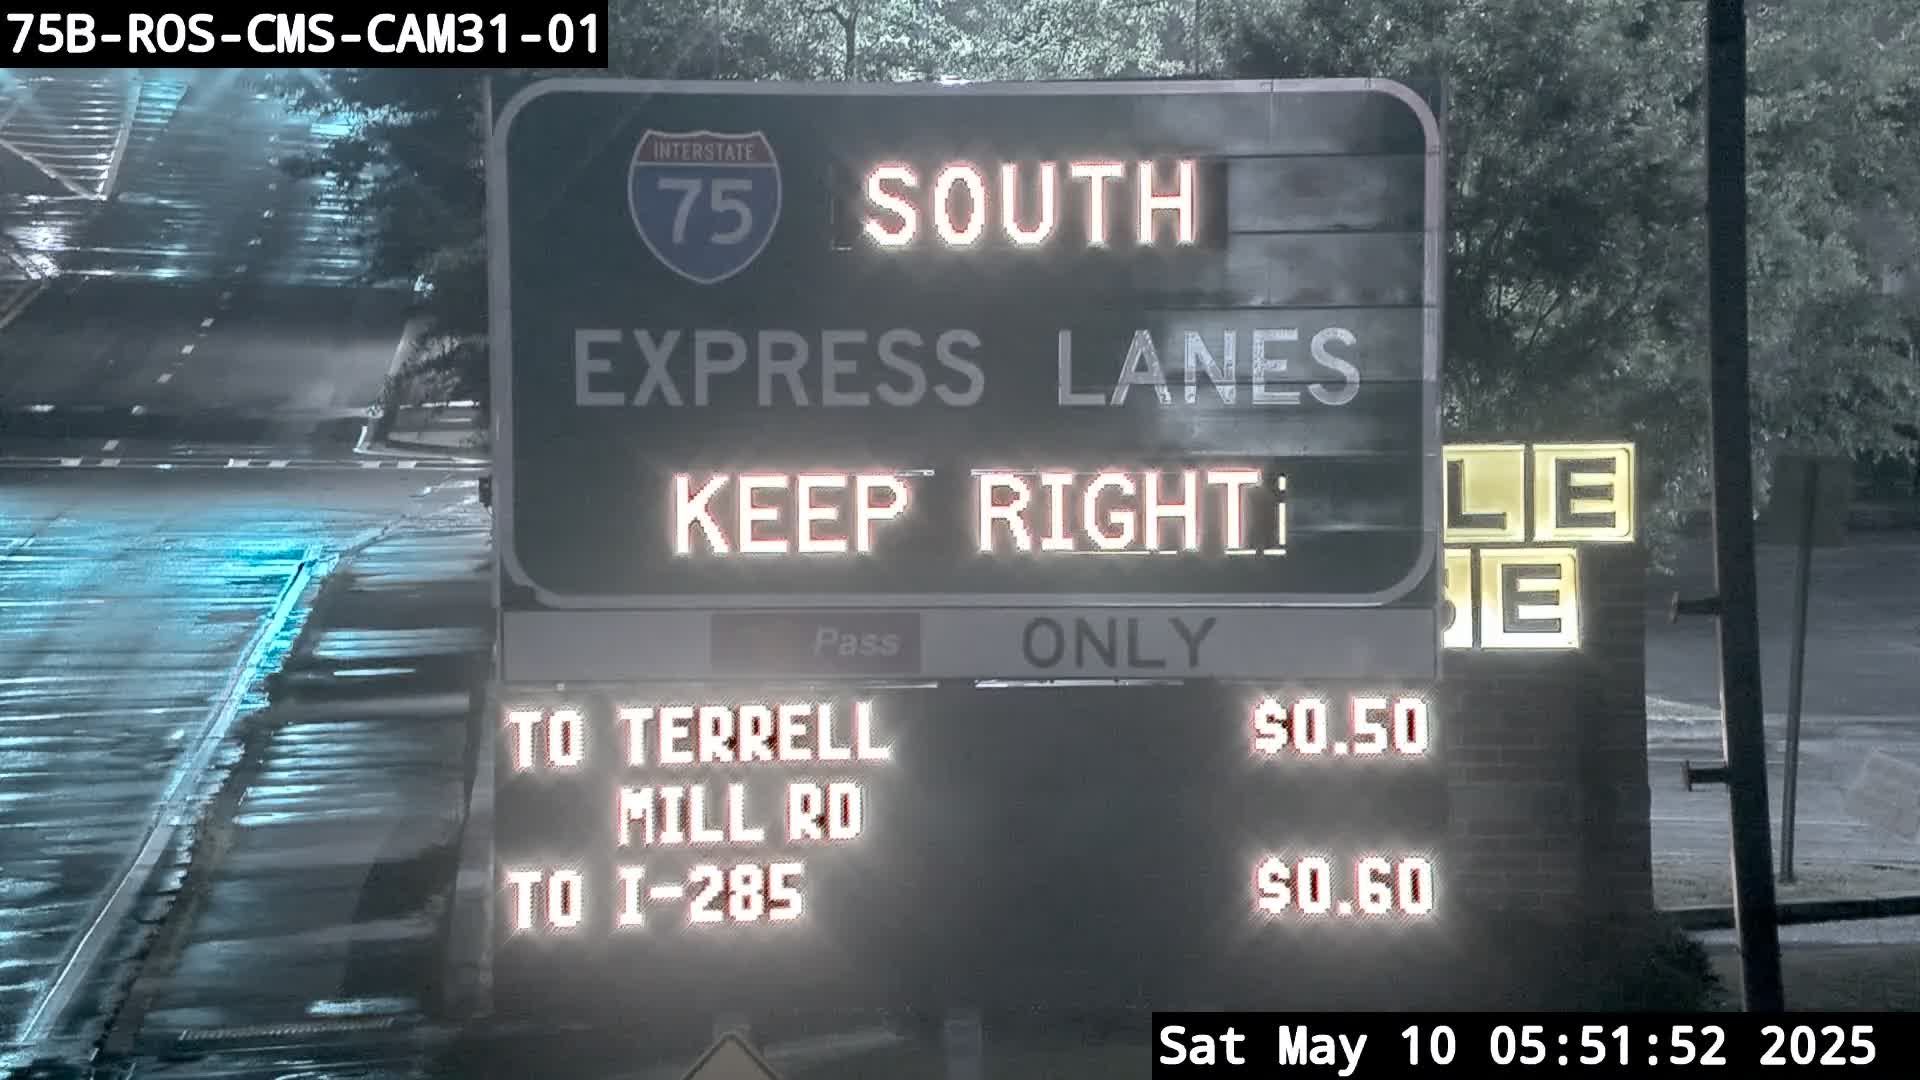 75B-ROS-CMS-CAM31-01
INTERSTATE
75
SOUTH
EXPRESS LANES
KEEP RIGHT
Pass ONLY
TO TERRELL $0.50
MILL RD
TO I-285 $0.60
LE
E
Sat May 10 05:51:52 2025